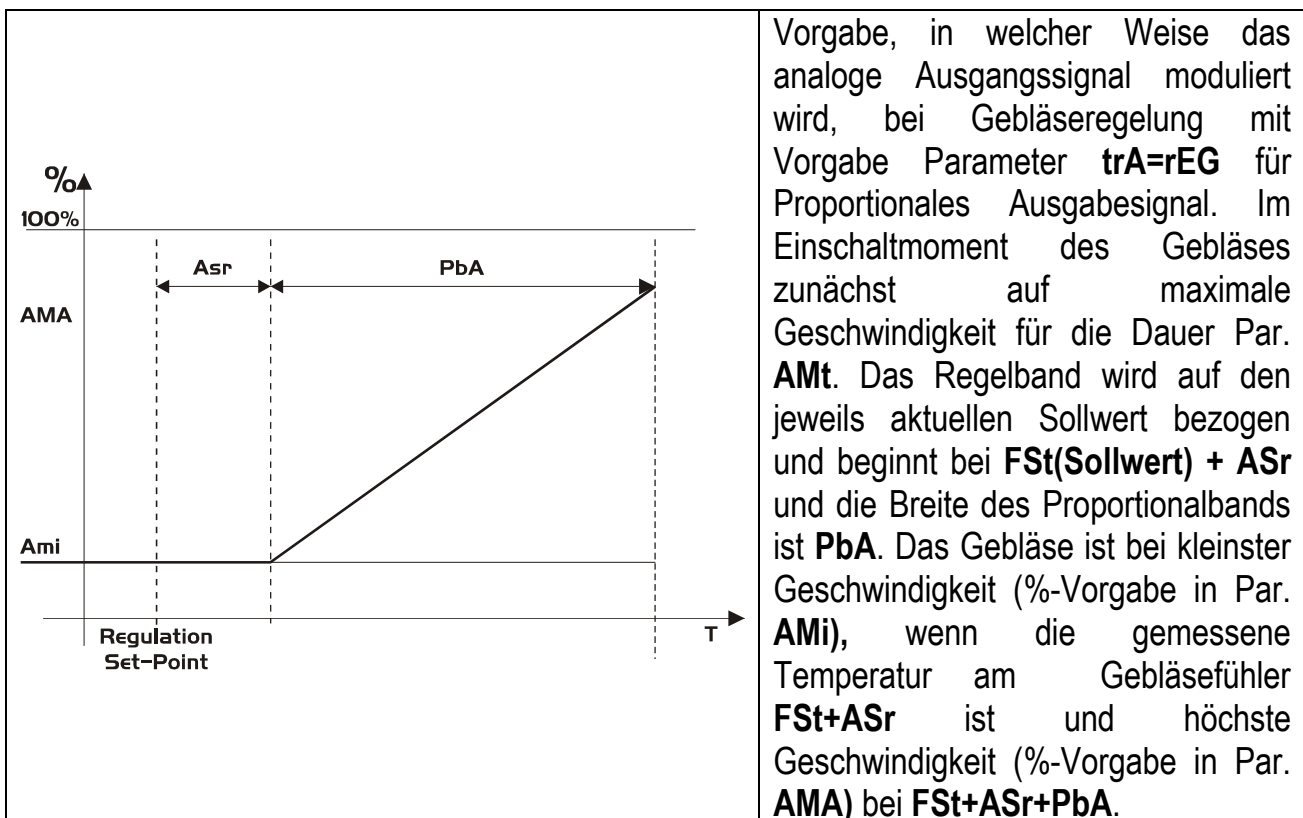 %
100%
Asr
PbA
AMA
Ami
T
Regulation
Set-Point
Vorgabe, in welcher Weise das
analoge Ausgangssignal moduliert
wird, bei Gebläseregelung mit
Vorgabe Parameter trA=rEG für
Proportionales Ausgabesignal. Im
Einschaltmoment des Gebläses
zunächst auf maximale
Geschwindigkeit für die Dauer Par.
AMt. Das Regelband wird auf den
jeweils aktuellen Sollwert bezogen
und beginnt bei FSt(Sollwert) + ASr
und die Breite des Proportionalbands
ist PbA. Das Gebläse ist bei kleinster
Geschwindigkeit (%-Vorgabe in Par.
AMi), wenn die gemessene
Temperatur am Gebläsefühler
FSt+ASr ist und höchste
Geschwindigkeit (%-Vorgabe in Par.
AMA) bei FSt+ASr+PbA.